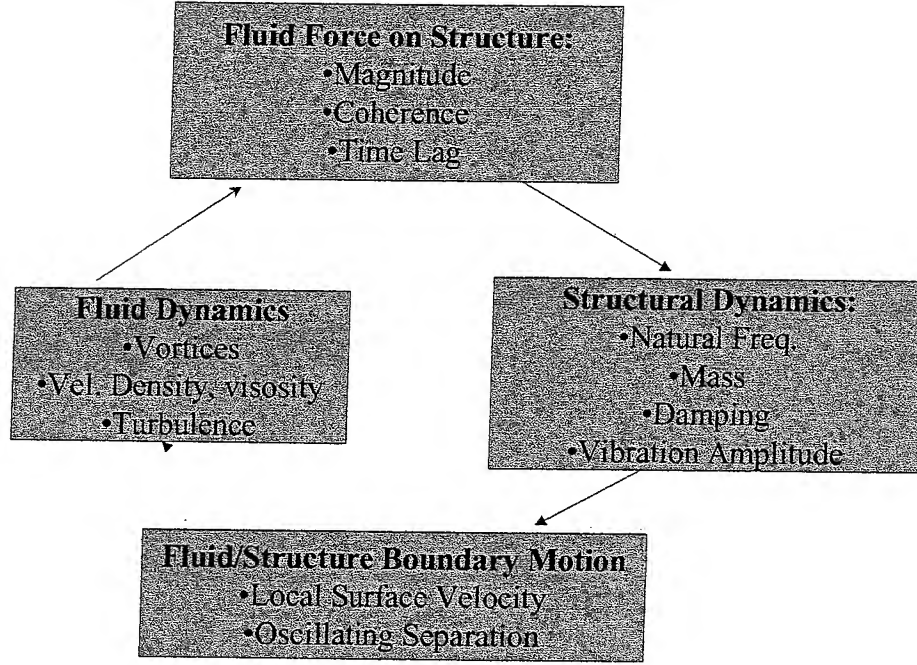 Fluid Force on Structure:
•Magnitude
•Coherence
•Time Lag
Fluid Dynamics
•Vortices
•Vel. Density, visosity
•Turbulence
Structural Dynamics:
•Natural Freq.
•Mass
•Damping
•Vibration Amplitude
Fluid/Structure Boundary Motion
•Local Surface Velocity
•Oscillating Separation